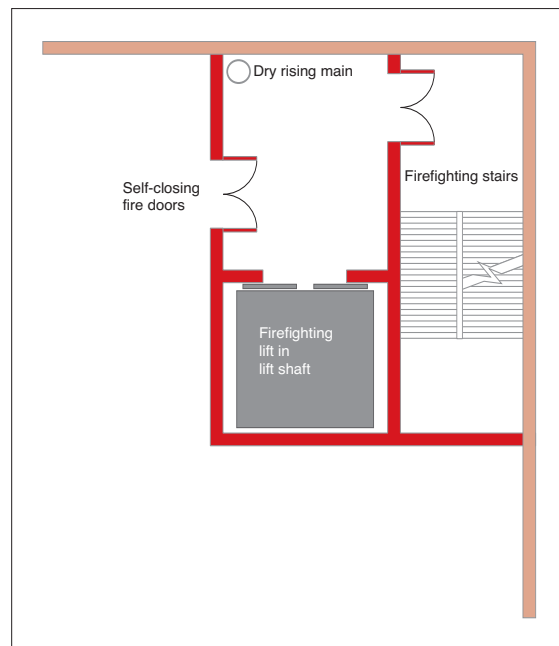 Dry rising main
Firefighting stairs
Self-closing
fire doors
Firefighting
lift in
lift shaft